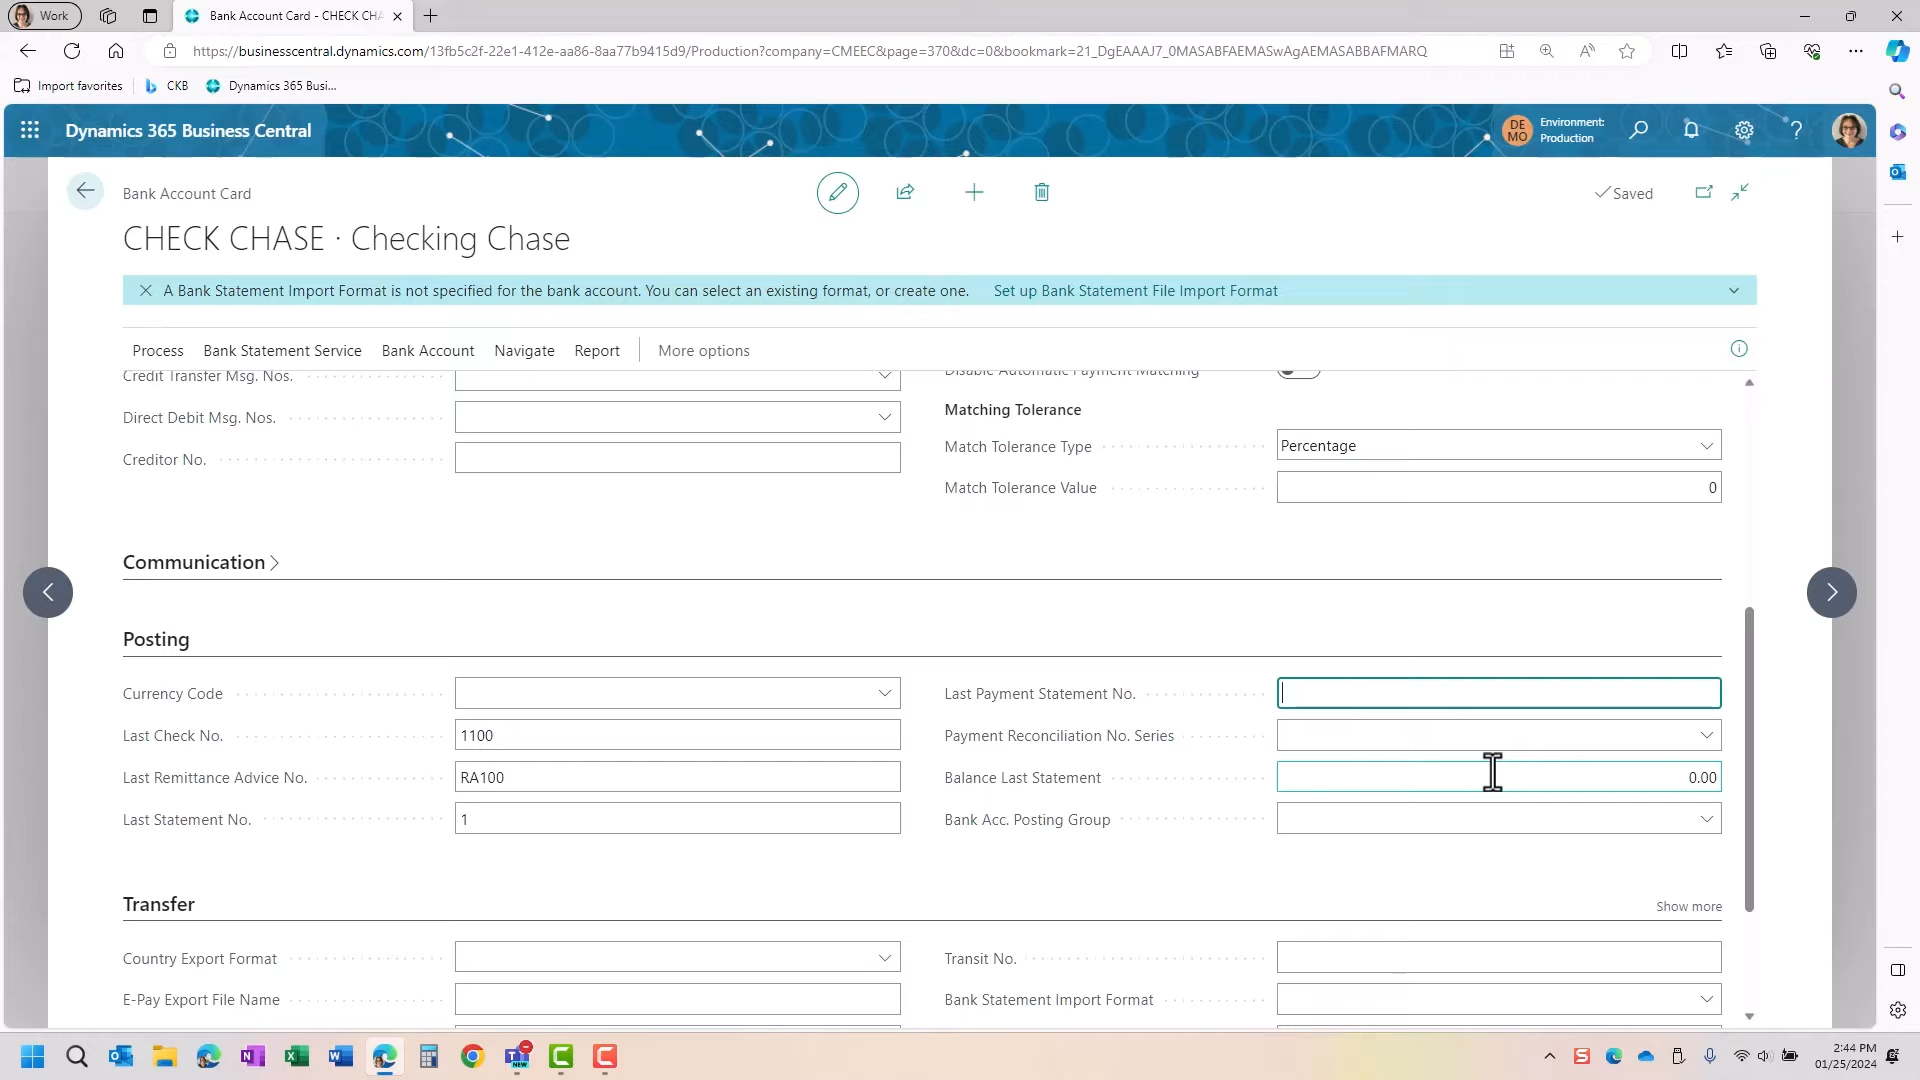 Work
Bank Account Card - CHECK CHA
https://businesscentral.dynamics.com/13fb5c2f-22e1-412e-aa86-8aa77b9415d9/Production?company=CMEEC&page=370&dc=0&bookmark=21_DgEAAAJ7_0MASABFAEMASwAgAEMASABBAFMARQ
Import favorites
CKB
Dynamics 365 Busi...
Dynamics 365 Business Central
DE
MO
Environment:
Production
?
Bank Account Card
Saved
CHECK CHASE · Checking Chase
A Bank Statement Import Format is not specified for the bank account. You can select an existing format, or create one. Set up Bank Statement File Import Format
Process Bank Statement Service Bank Account Navigate Report More options
Credit Transfer Msg. Nos.
Disable Automatic Payment Matching
Direct Debit Msg. Nos.
Matching Tolerance
Creditor No.
Match Tolerance Type Percentage
Match Tolerance Value 0
Communication
Posting
Currency Code
Last Payment Statement No.
Last Check No. 1100
Payment Reconciliation No. Series
Last Remittance Advice No. RA100
Balance Last Statement 0.00
Last Statement No. 1
Bank Acc. Posting Group
Transfer
Show more
Country Export Format
Transit No.
E-Pay Export File Name
Bank Statement Import Format
NEW
2:44 PM
01/25/2024